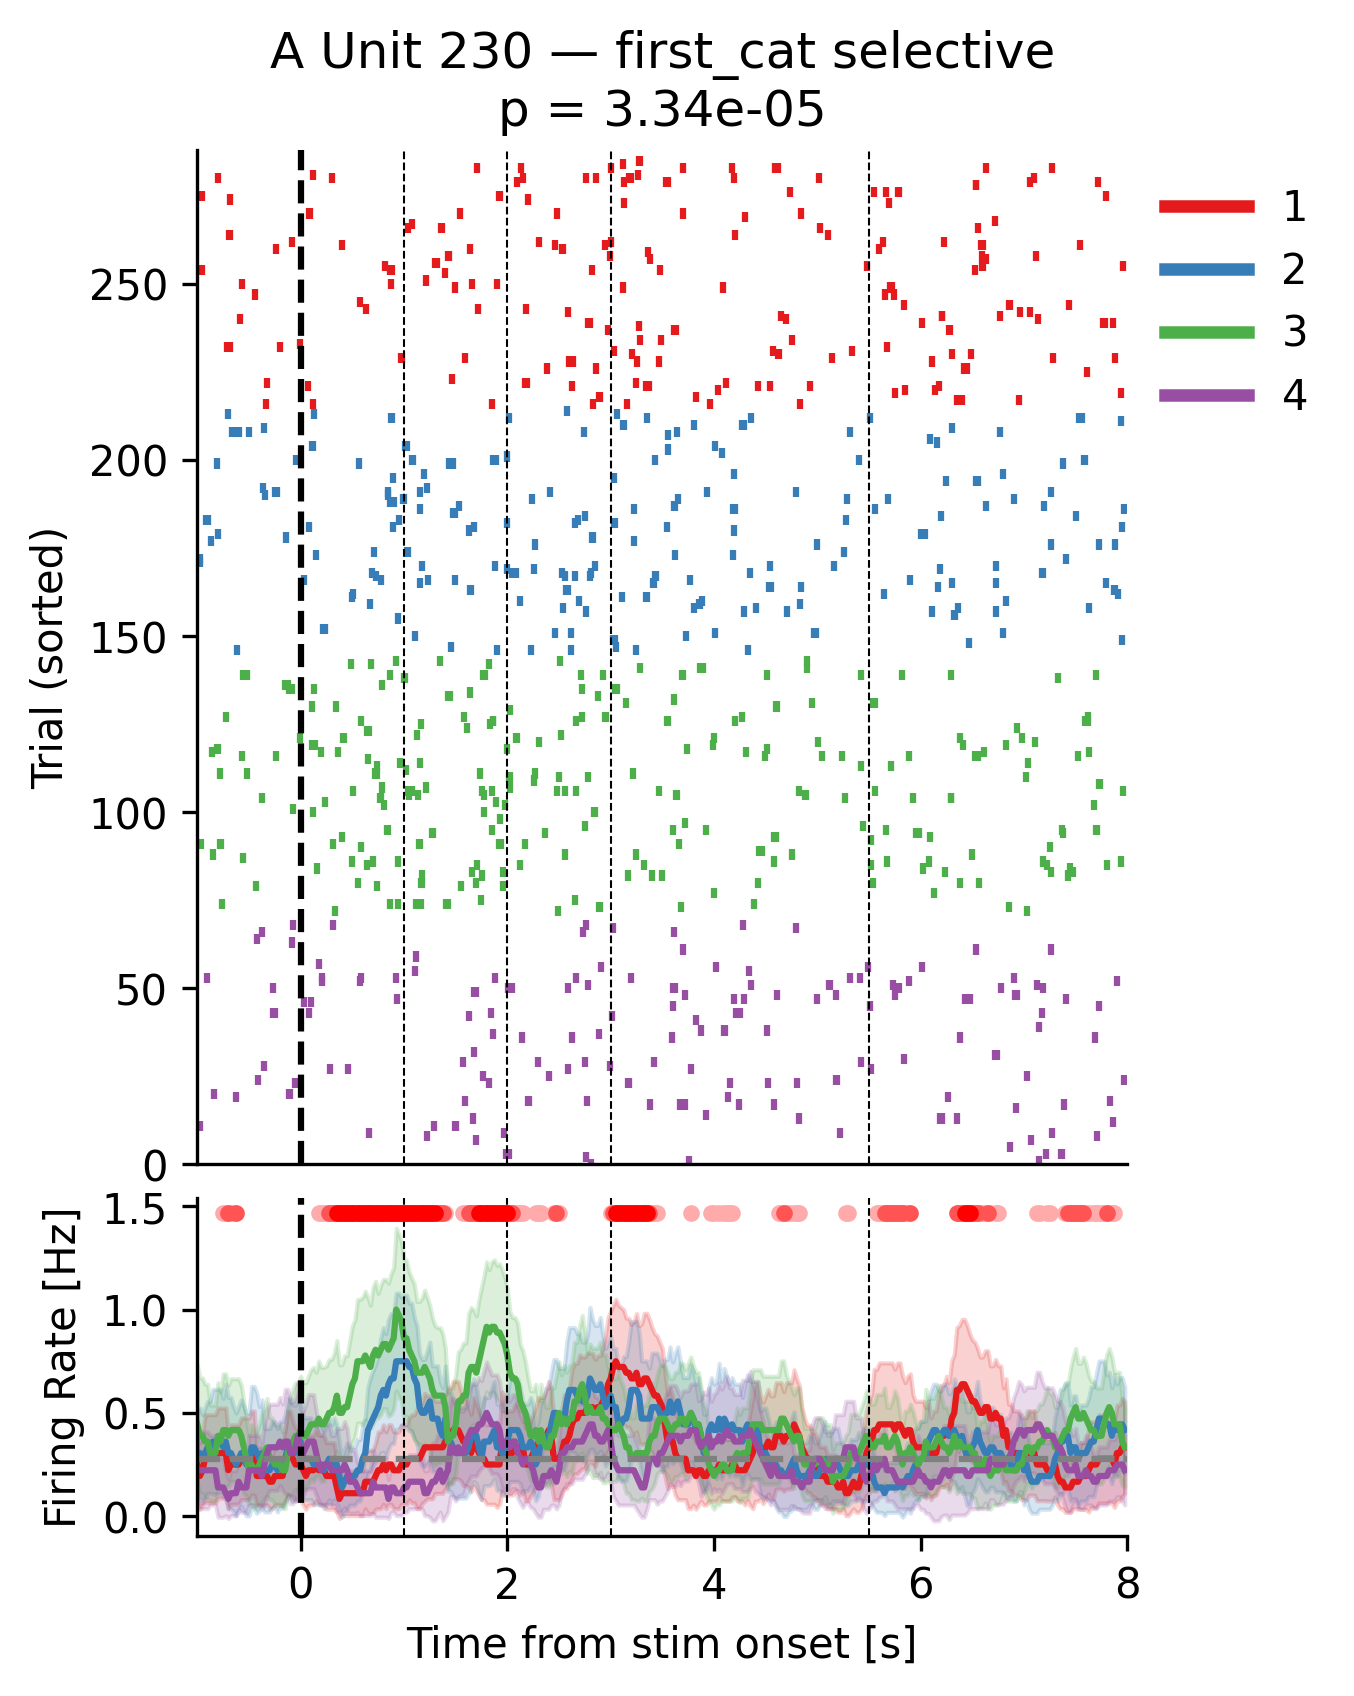 A Unit 230 — first_cat selective
p = 3.34e-05
1
2
3
4
250
200
150
100
50
0
Trial (sorted)
1.5
1.0
0.5
0.0
Firing Rate [Hz]
0 2 4 6 8
Time from stim onset [s]